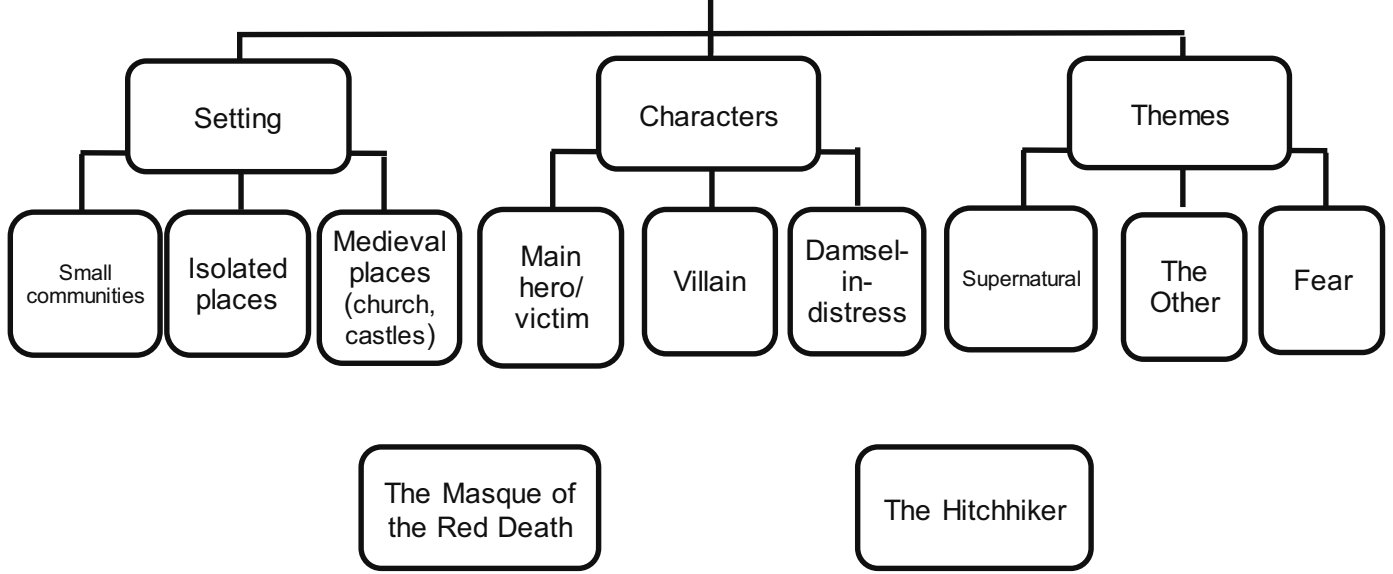 Setting
Characters
Themes
Small
communities
Isolated
places
Medieval
places
(church,
castles)
Main
hero/
victim
Villain
Damsel-
in-
distress
Supernatural
The
Other
Fear
The Masque of
the Red Death
The Hitchhiker